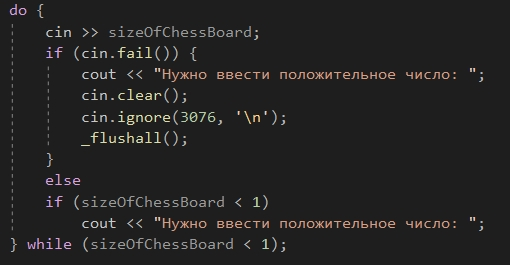 do {
cin >> sizeOfChessBoard;
if (cin.fail()) {
cout << "Нужно ввести положительное число: ";
cin.clear();
cin.ignore(3076, '\n');
_flushall();
}
else
if (sizeOfChessBoard < 1)
cout << "Нужно ввести положительное число: ";
} while (sizeOfChessBoard < 1);